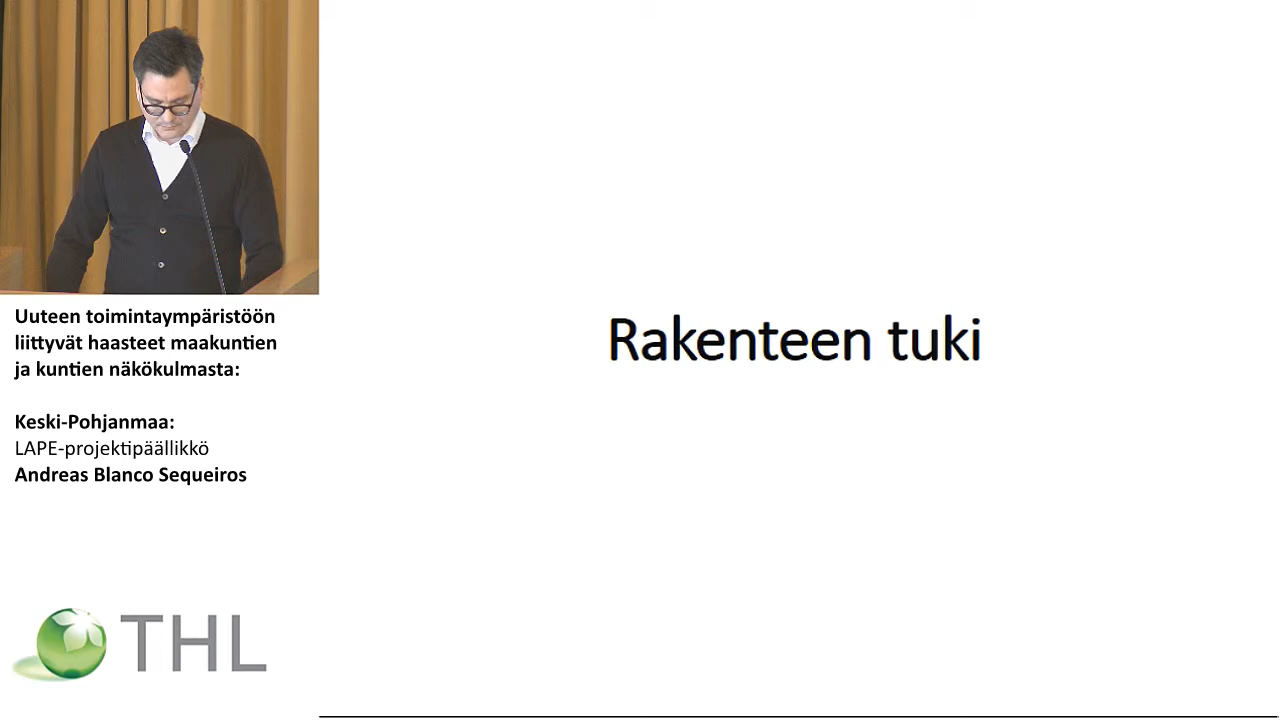 Uuteen toimintaympäristöön
liittyvät haasteet maakuntien
ja kuntien näkökulmasta:
Keski-Pohjanmaa:
LAPE-projektipäällikkö
Andreas Blanco Sequeiros
THL
Rakenteen tuki